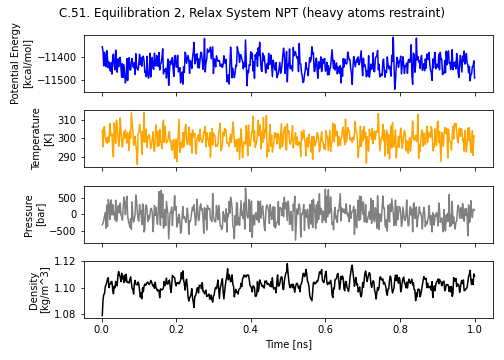 C.51. Equilibration 2, Relax System NPT (heavy atoms restraint)
Potential Energy
[kcal/mol]
−11400
−11500
Temperature
[K]
310
300
290
Pressure
[bar]
500
0
−500
Density
[kg/m^3]
1.12
1.10
1.08
0.0 0.2 0.4 0.6 0.8 1.0
Time [ns]